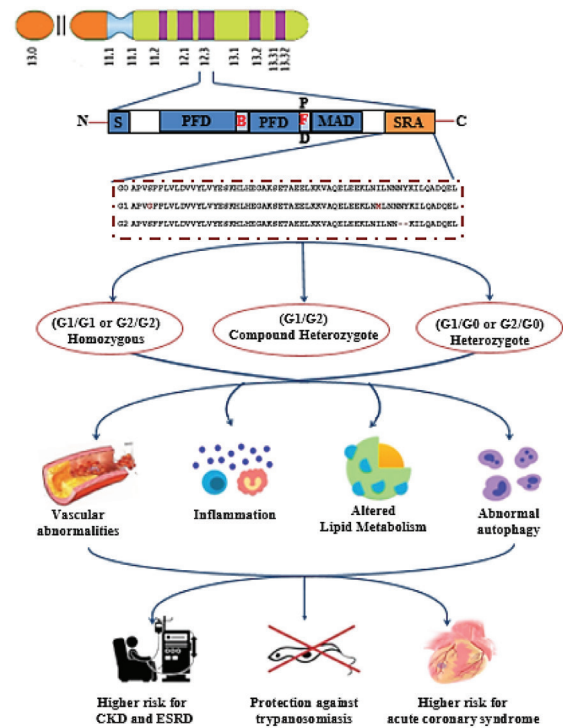 13.0
11.1
11.1
11.2
12.1
12.3
13.1
13.2
13.31
13.32
N S PFD B PFD P F D MAD SRA C
G0 APVSFFLVLDVVYLVYESKHLHEGAKSETAEELKKVAQELEEKLNILNNNYKILQADQEL
G1 APVGFFLVLDVVYLVYESKHLHEGAKSETAEELKKVAQELEEKLNMLNNNYKILQADQEL
G2 APVSFFLVLDVVYLVYESKHLHEGAKSETAEELKKVAQELEEKLNILNN--KILQADQEL
(G1/G1 or G2/G2)
Homozygous
(G1/G2)
Compound Heterozygote
(G1/G0 or G2/G0)
Heterozygote
Vascular
abnormalities
Inflammation
Altered
Lipid Metabolism
Abnormal
autophagy
Higher risk for
CKD and ESRD
Protection against
trypanosomiasis
Higher risk for
acute coronary syndrome